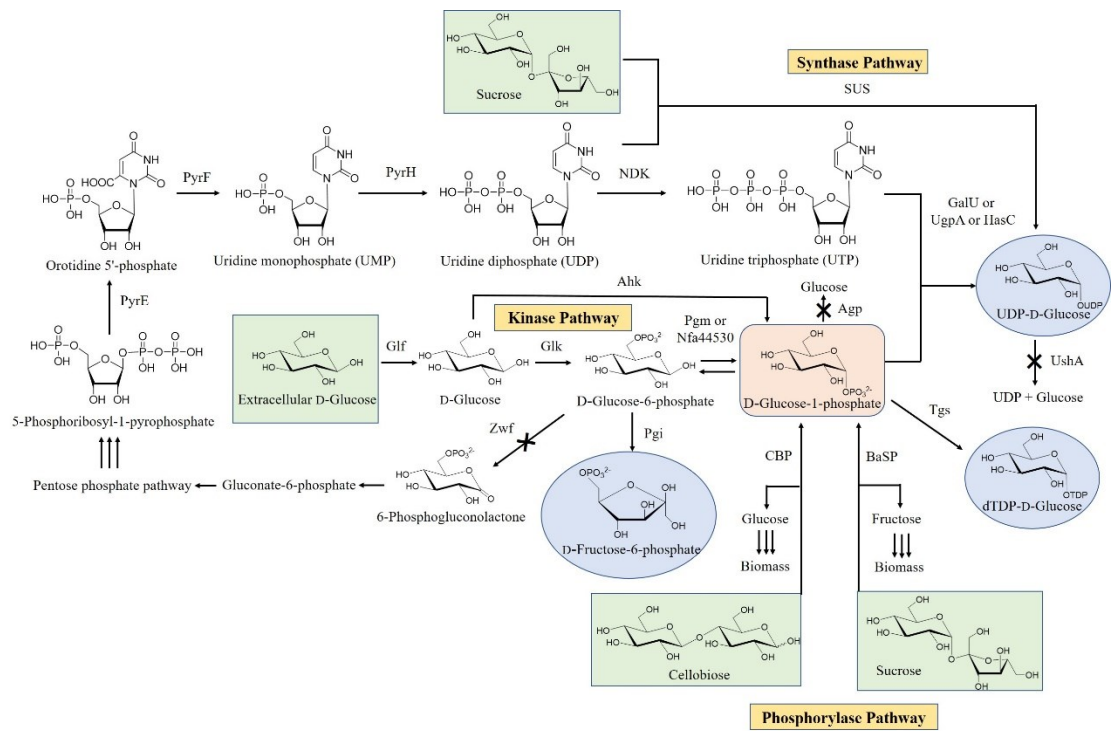 Sucrose
Synthase Pathway
SUS
PyrF
PyrH
NDK
GalU or
UgpA or HasC
Orotidine 5'-phosphate
Uridine monophosphate (UMP)
Uridine diphosphate (UDP)
Uridine triphosphate (UTP)
UDP-D-Glucose
PyrE
Ahk
Glucose
Agp
Kinase Pathway
Pgm or
Nfa44530
UshA
UDP + Glucose
Extracellular D-Glucose
Glf
D-Glucose
Glk
D-Glucose-6-phosphate
D-Glucose-1-phosphate
5-Phosphoribosyl-1-pyrophosphate
Zwf
Pgi
Tgs
CBP
BaSP
dTDP-D-Glucose
Pentose phosphate pathway
Gluconate-6-phosphate
6-Phosphogluconolactone
D-Fructose-6-phosphate
Glucose
Fructose
Biomass
Biomass
Cellobiose
Sucrose
Phosphorylase Pathway